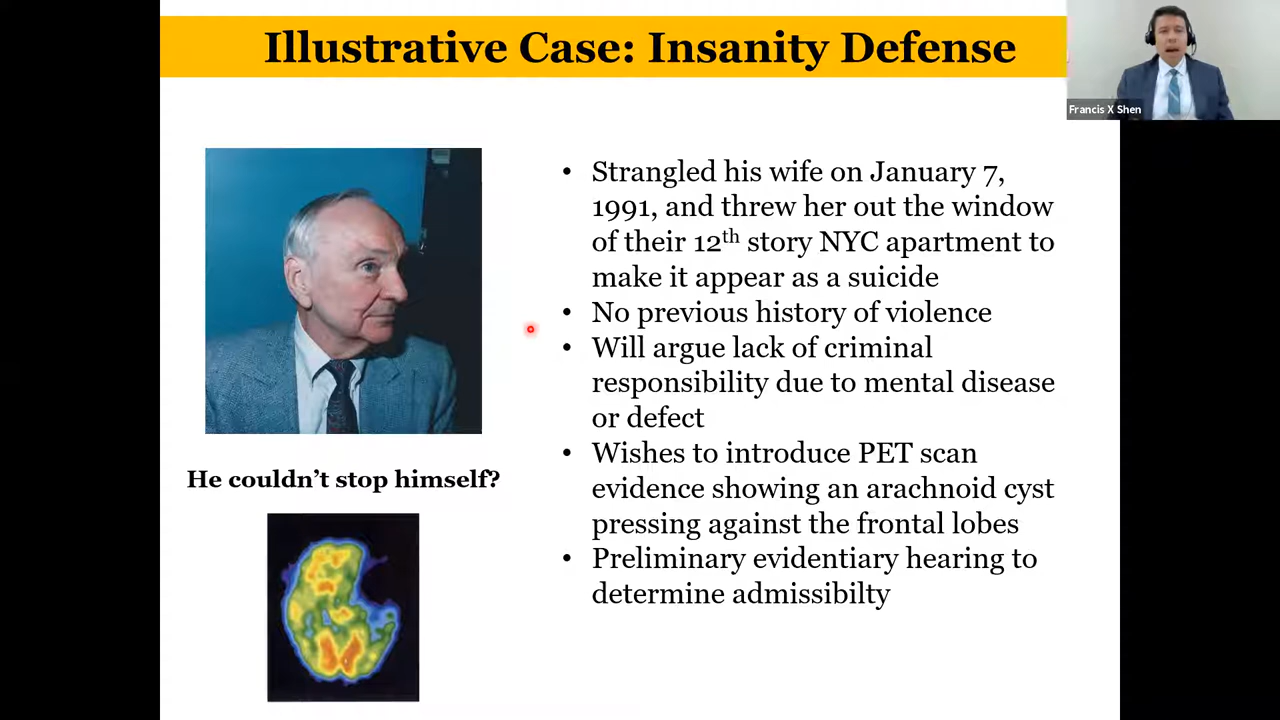 Illustrative Case: Insanity Defense
Francis X Shen
• Strangled his wife on January 7,
1991, and threw her out the window
of their 12th story NYC apartment to
make it appear as a suicide
• No previous history of violence
• Will argue lack of criminal
responsibility due to mental disease
or defect
• Wishes to introduce PET scan
evidence showing an arachnoid cyst
pressing against the frontal lobes
• Preliminary evidentiary hearing to
determine admissibilty
He couldn't stop himself?